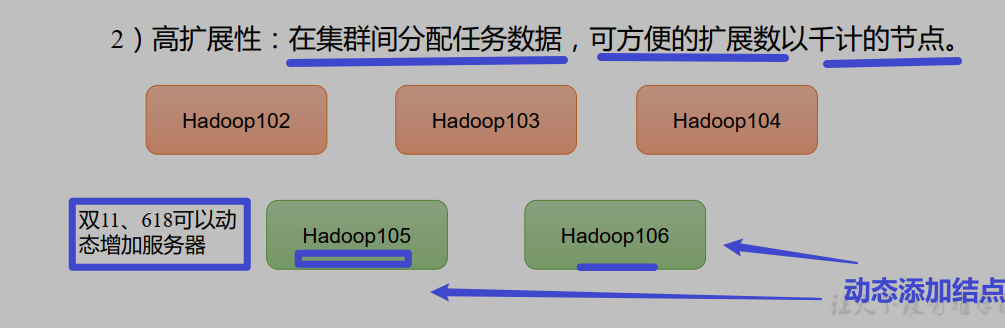 2）高扩展性：在集群间分配任务数据，可方便的扩展数以千计的节点。
Hadoop102
Hadoop103
Hadoop104
双11、618可以动
态增加服务器
Hadoop105
Hadoop106
动态添加结点